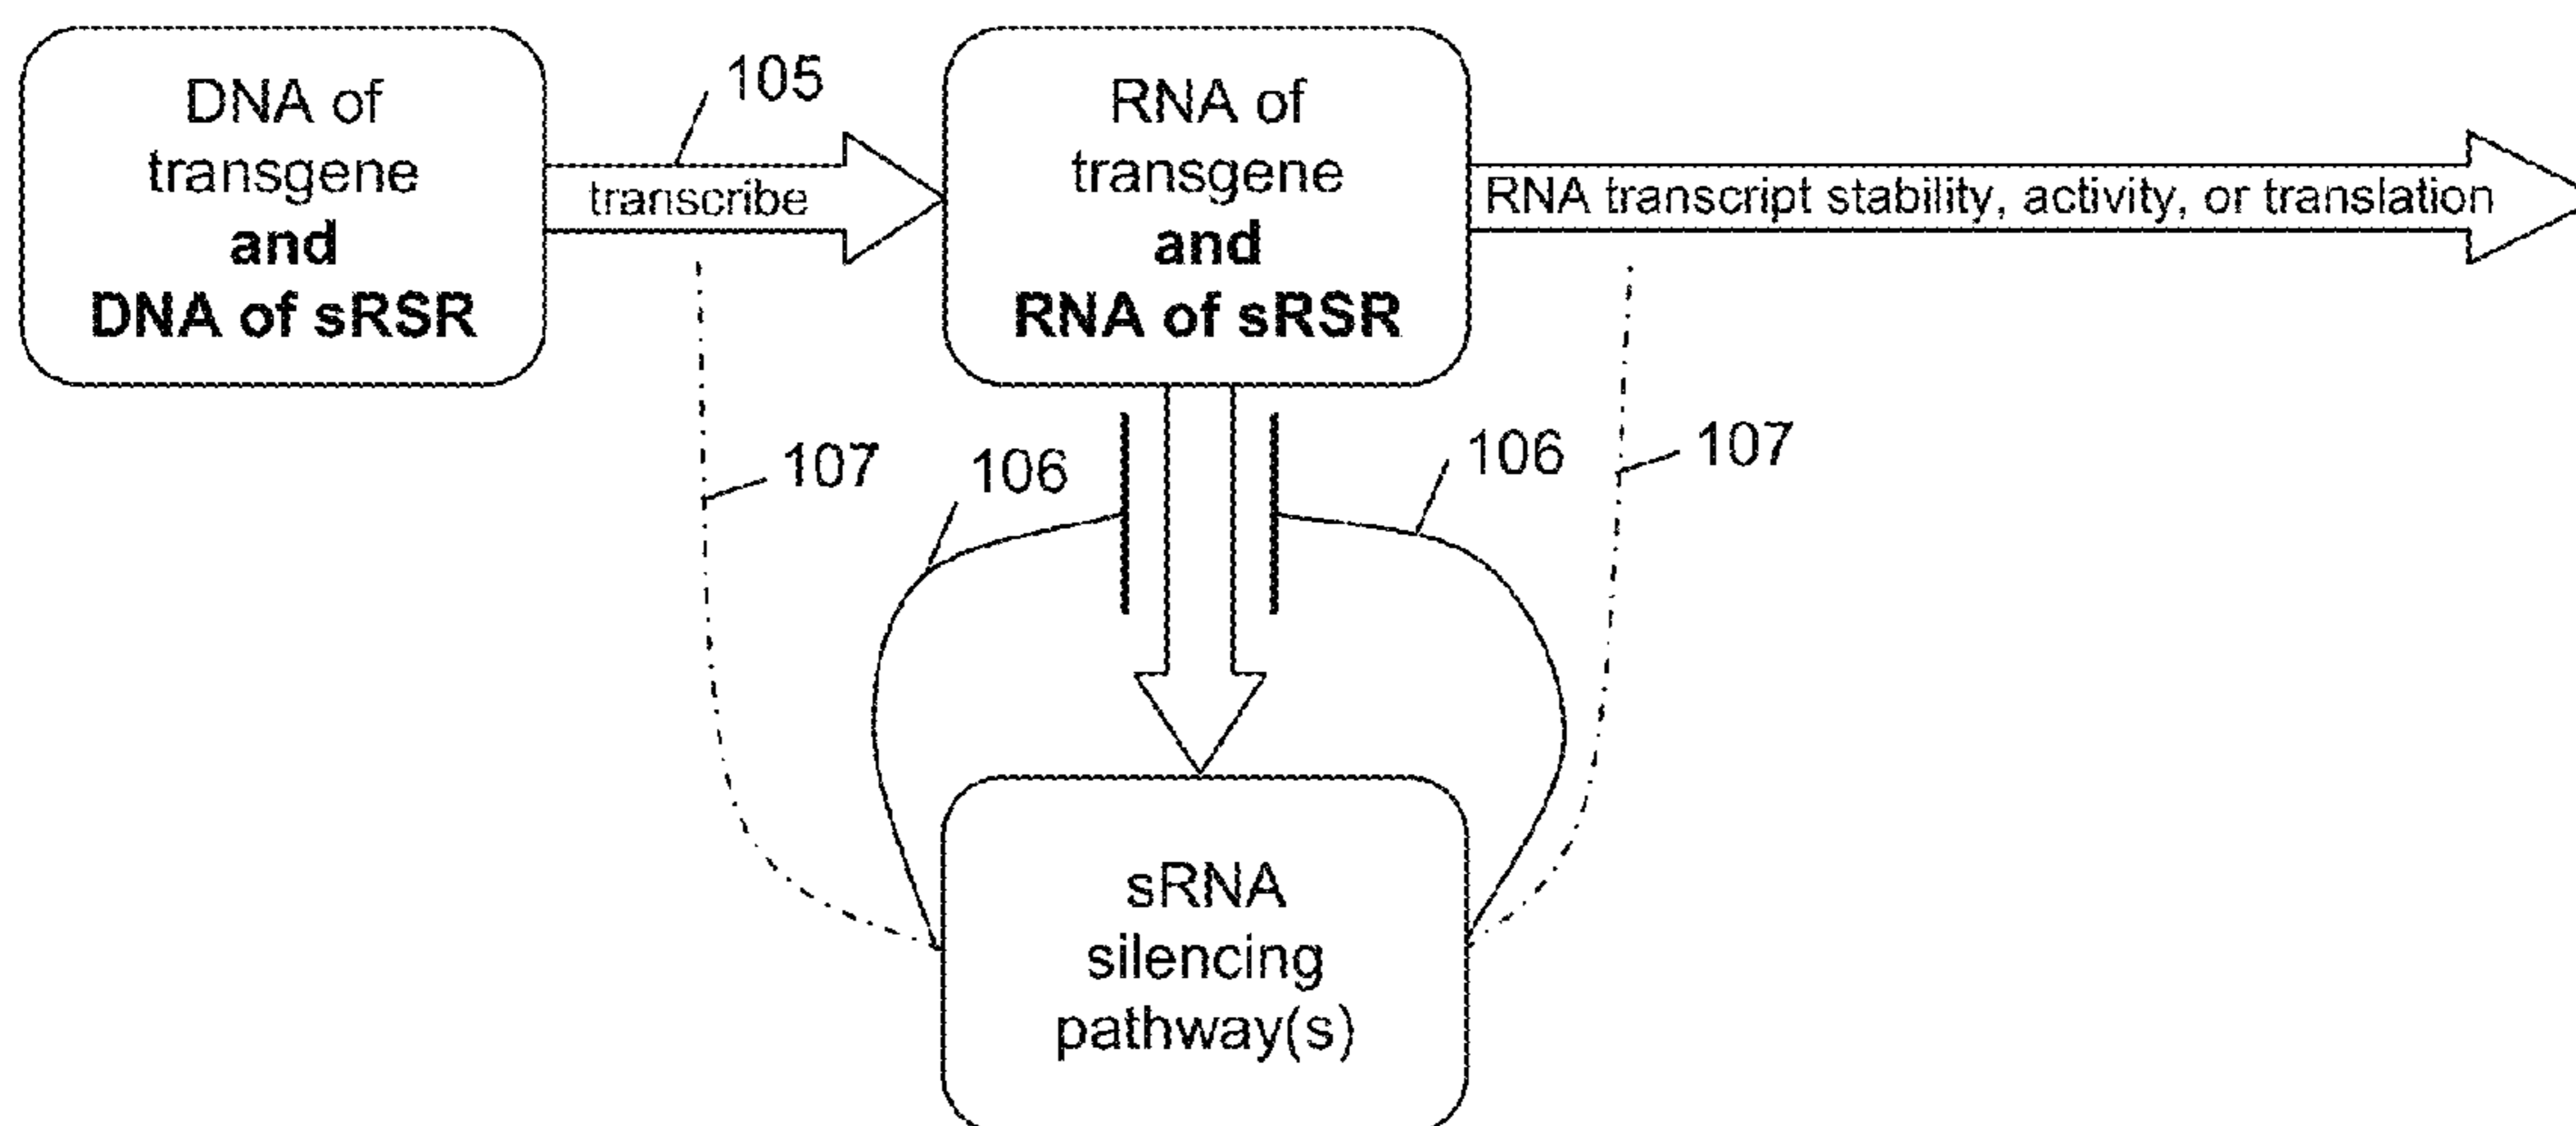 DNA of
transgene
and
DNA of sRSR
105
transcribe
RNA of
transgene
and
RNA of sRSR
RNA transcript stability, activity, or translation
107
106
106
107
sRNA
silencing
pathway(s)